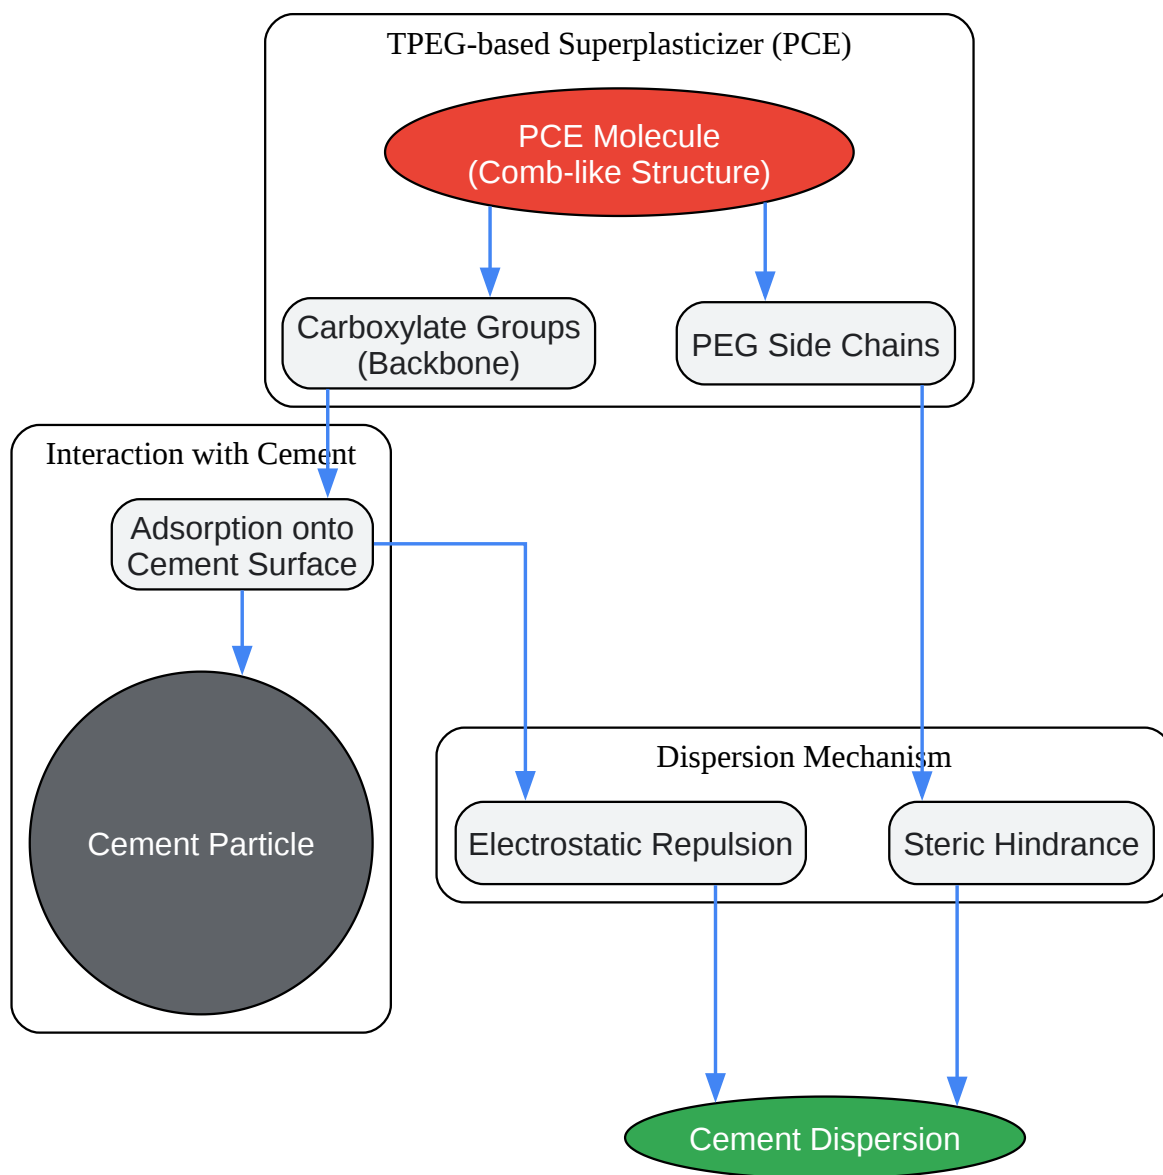 TPEG-based Superplasticizer (PCE)
PCE Molecule
(Comb-like Structure)
Carboxylate Groups
(Backbone)
PEG Side Chains
Interaction with Cement
Adsorption onto
Cement Surface
Cement Particle
Dispersion Mechanism
Electrostatic Repulsion
Steric Hindrance
Cement Dispersion